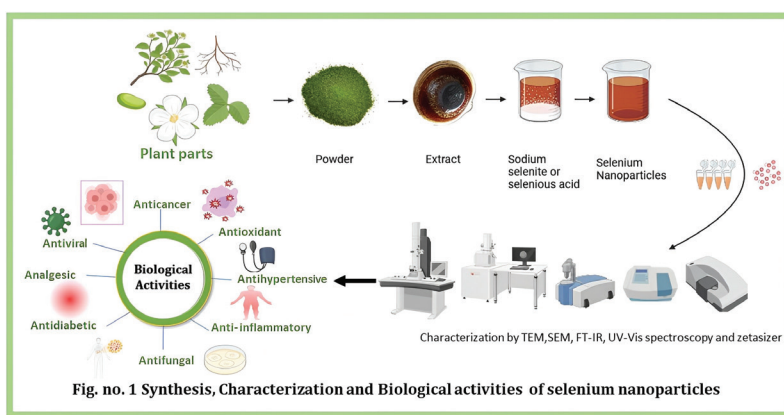 Plant parts
Powder
Extract
Sodium
selenite or
selenious acid
Selenium
Nanoparticles
Characterization by TEM,SEM, FT-IR, UV-Vis spectroscopy and zetasizer
Biological
Activities
Anticancer
Antioxidant
Antihypertensive
Anti-inflammatory
Antifungal
Antidiabetic
Analgesic
Antiviral
Fig. no. 1 Synthesis, Characterization and Biological activities of selenium nanoparticles